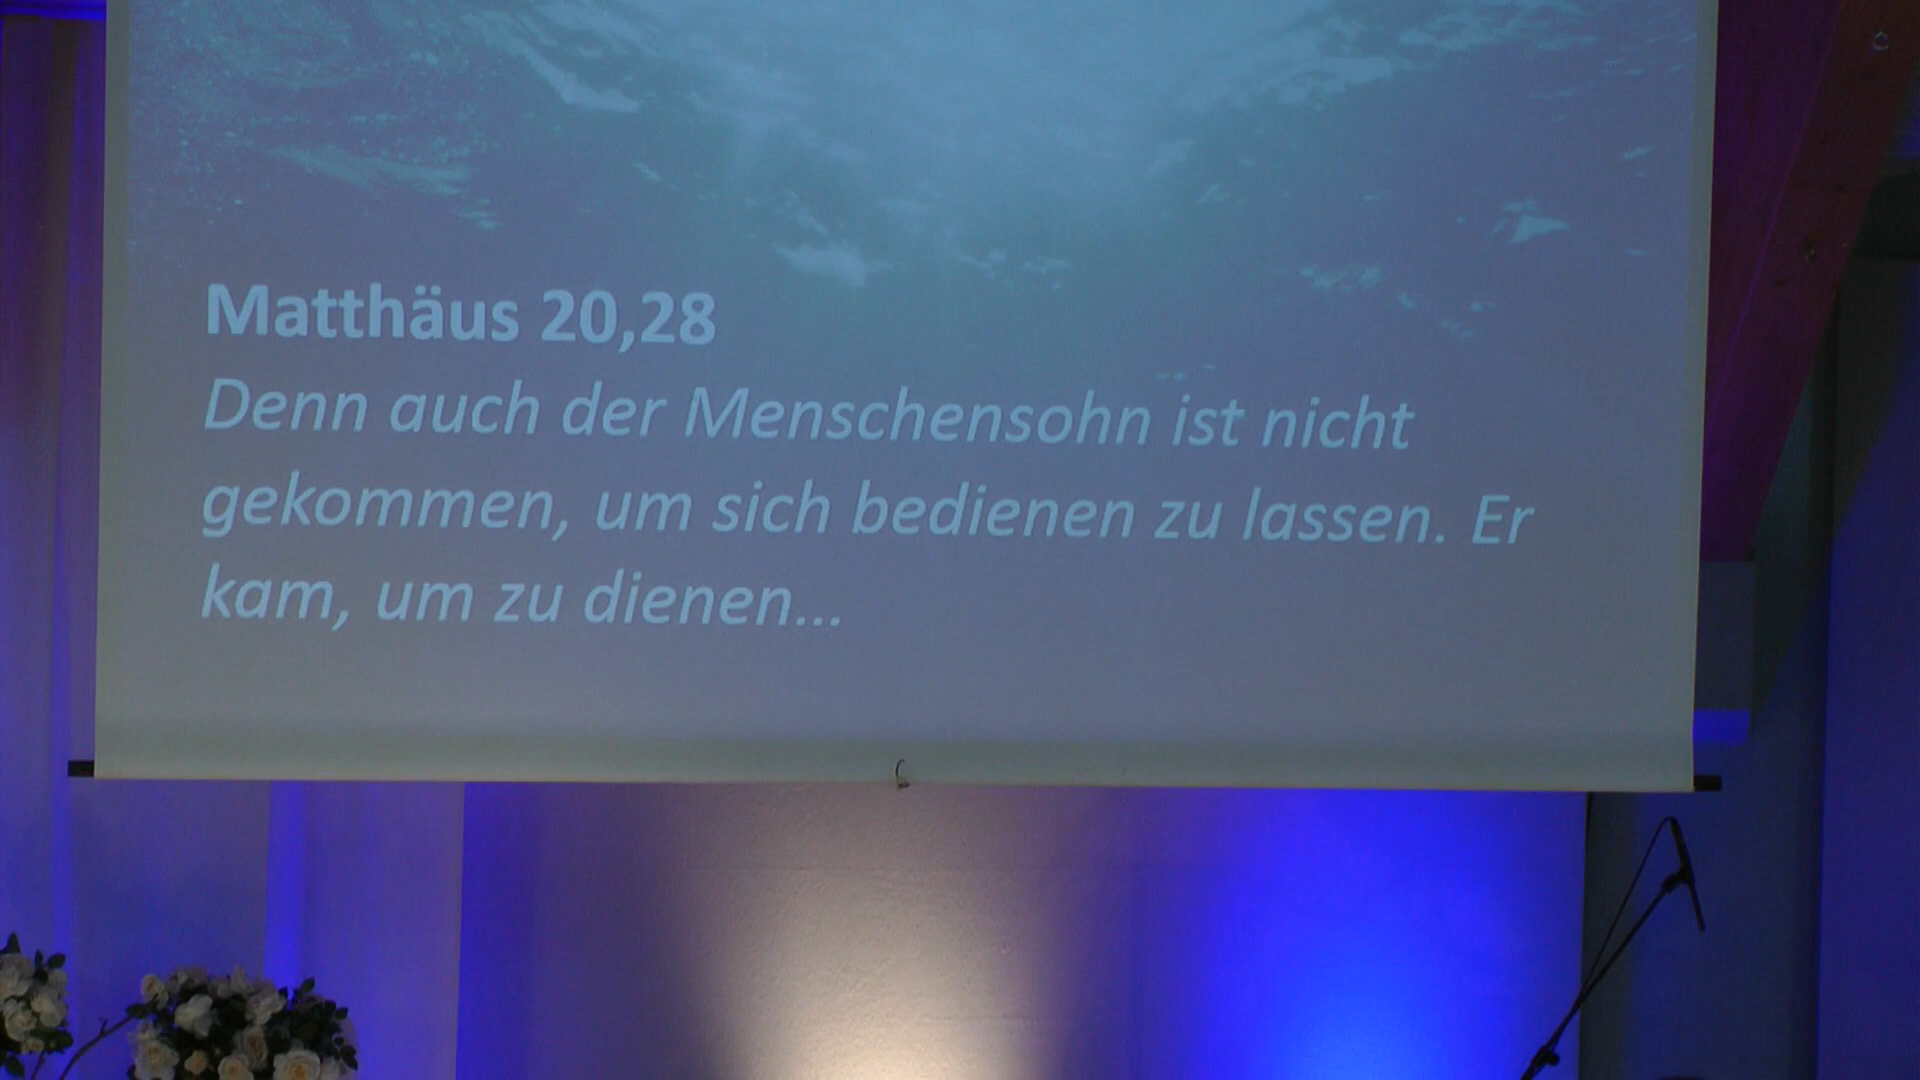 Matthäus 20,28
Denn auch der Menschensohn ist nicht
gekommen, um sich bedienen zu lassen. Er
kam, um zu dienen...